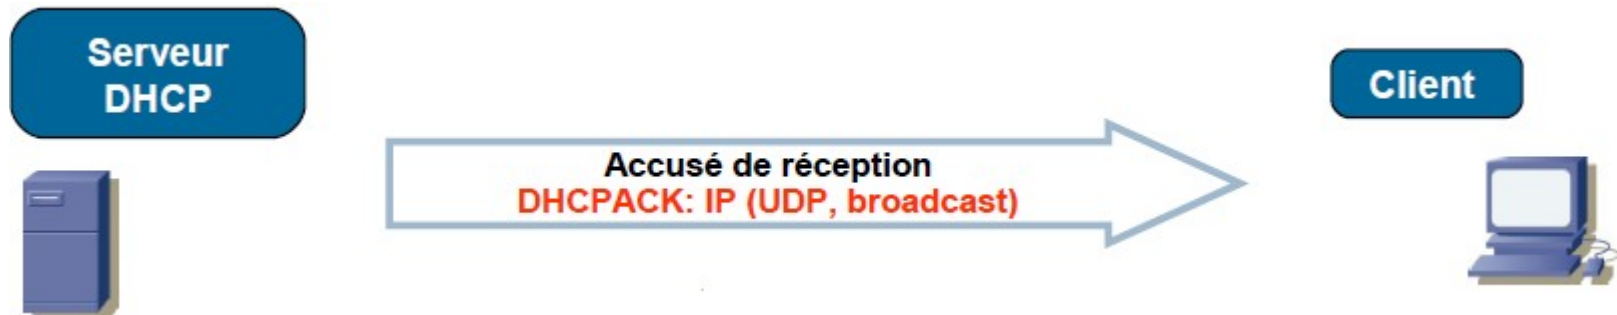 Serveur
DHCP
Client
Accusé de réception
DHCPACK: IP (UDP, broadcast)